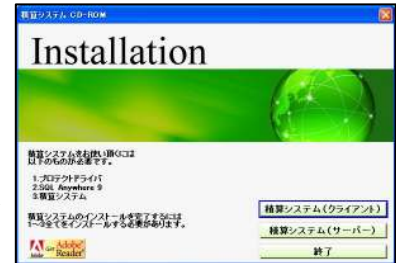 積算システム CD-ROM
Installation
積算システムをお使い頂くには
以下のものが必要です。
1.プロテクトドライバ
2.SQL Anywhere 9
3.積算システム
積算システムのインストールを完了するには
1～3全てをインストールする必要があります。
積算システム(クライアント)
積算システム(サーバー)
終了
Adobe
Get Adobe Reader